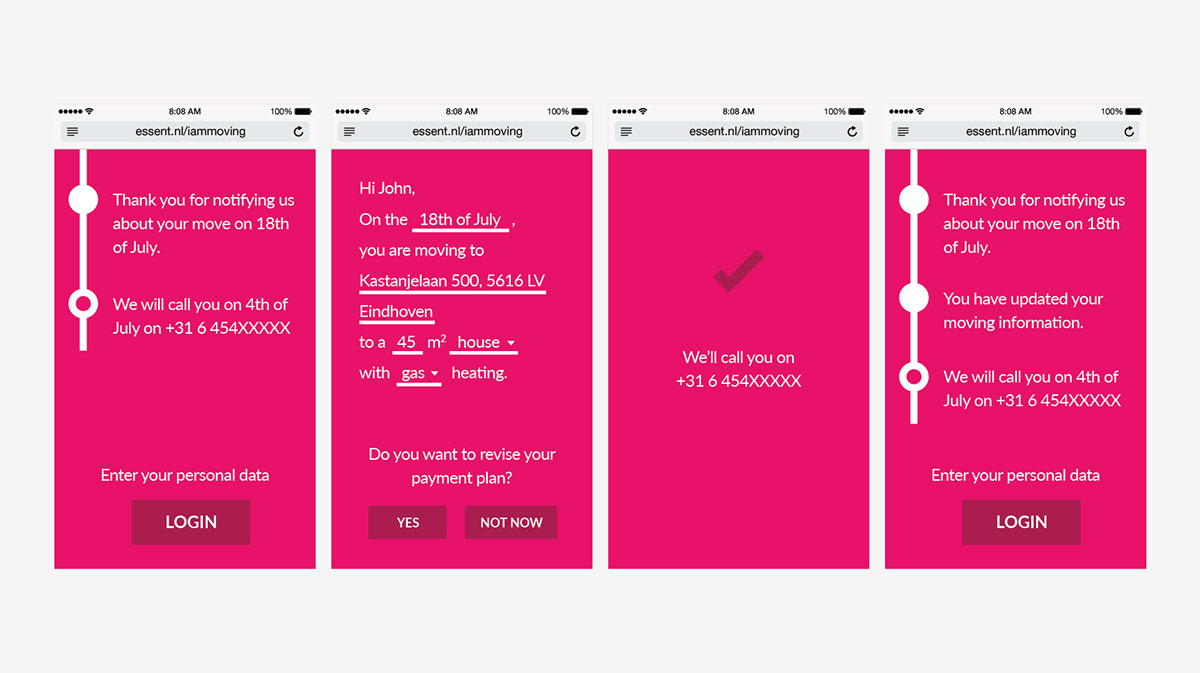 8:08 AM
100%
essent.nl/iammoving
Thank you for notifying us
about your move on 18th
of July.
We will call you on 4th of
July on +31 6 454XXXXX
Enter your personal data
LOGIN
8:08 AM
100%
essent.nl/iammoving
Hi John,
On the 18th of July ,
you are moving to
Kastanjelaan 500, 5616 LV
Eindhoven
to a 45 m² house
with gas heating.
Do you want to revise your
payment plan?
YES
NOT NOW
8:08 AM
100%
essent.nl/iammoving
We'll call you on
+31 6 454XXXXX
8:08 AM
100%
essent.nl/iammoving
Thank you for notifying us
about your move on 18th
of July.
You have updated your
moving information.
We will call you on 4th of
July on +31 6 454XXXXX
Enter your personal data
LOGIN